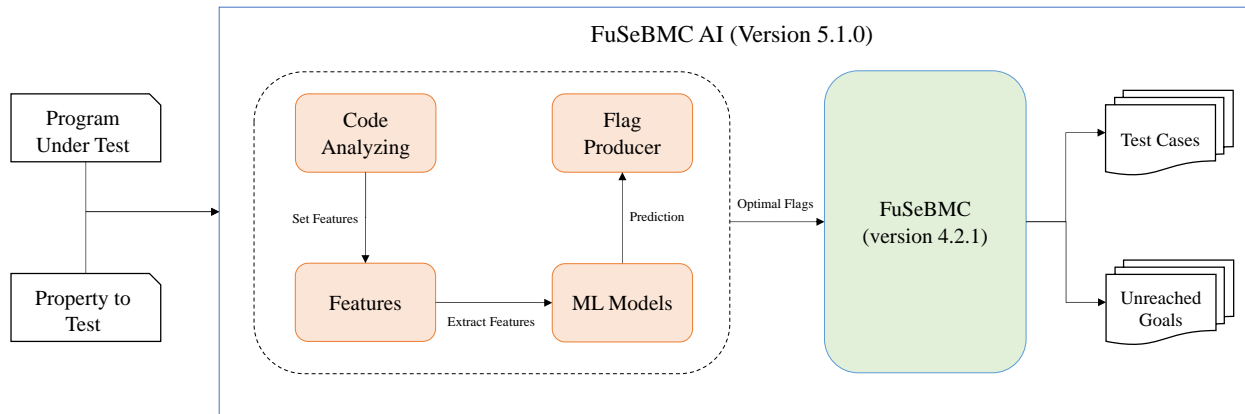 FuSeBMC AI (Version 5.1.0)
Program
Under Test
Property to
Test
Code
Analyzing
Set Features
Features
Extract Features
ML Models
Prediction
Flag
Producer
Optimal Flags
FuSeBMC
(version 4.2.1)
Test Cases
Unreached
Goals